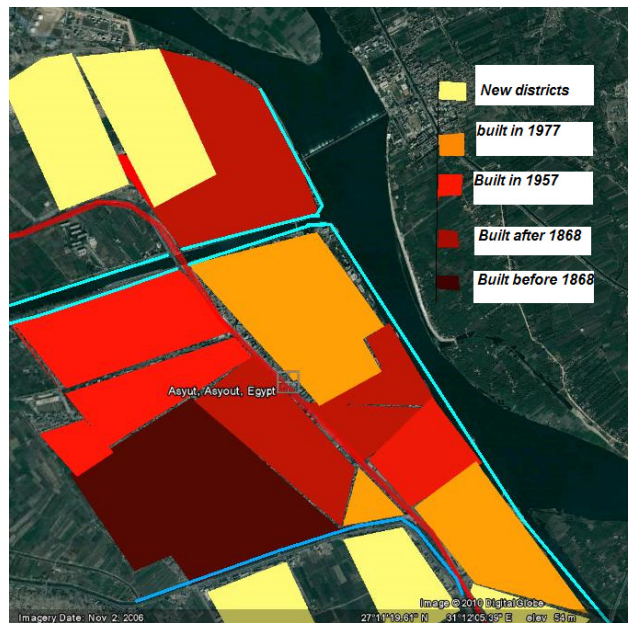 New districts
built in 1977
Built in 1957
Built after 1868
Built before 1868
Asyut, Asyout, Egypt
Image © 2010 DigitalGlobe
Imagery Date: Nov 2, 2006
27°11'19.61" N 31°12'05.39" E elev 54 m